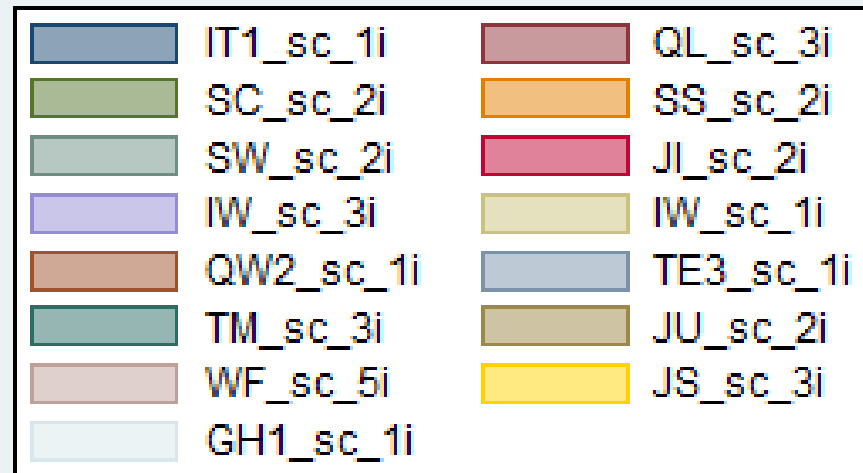 IT1_sc_1i
SC_sc_2i
SW_sc_2i
IW_sc_3i
QW2_sc_1i
TM_sc_3i
WF_sc_5i
GH1_sc_1i
QL_sc_3i
SS_sc_2i
JI_sc_2i
IW_sc_1i
TE3_sc_1i
JU_sc_2i
JS_sc_3i